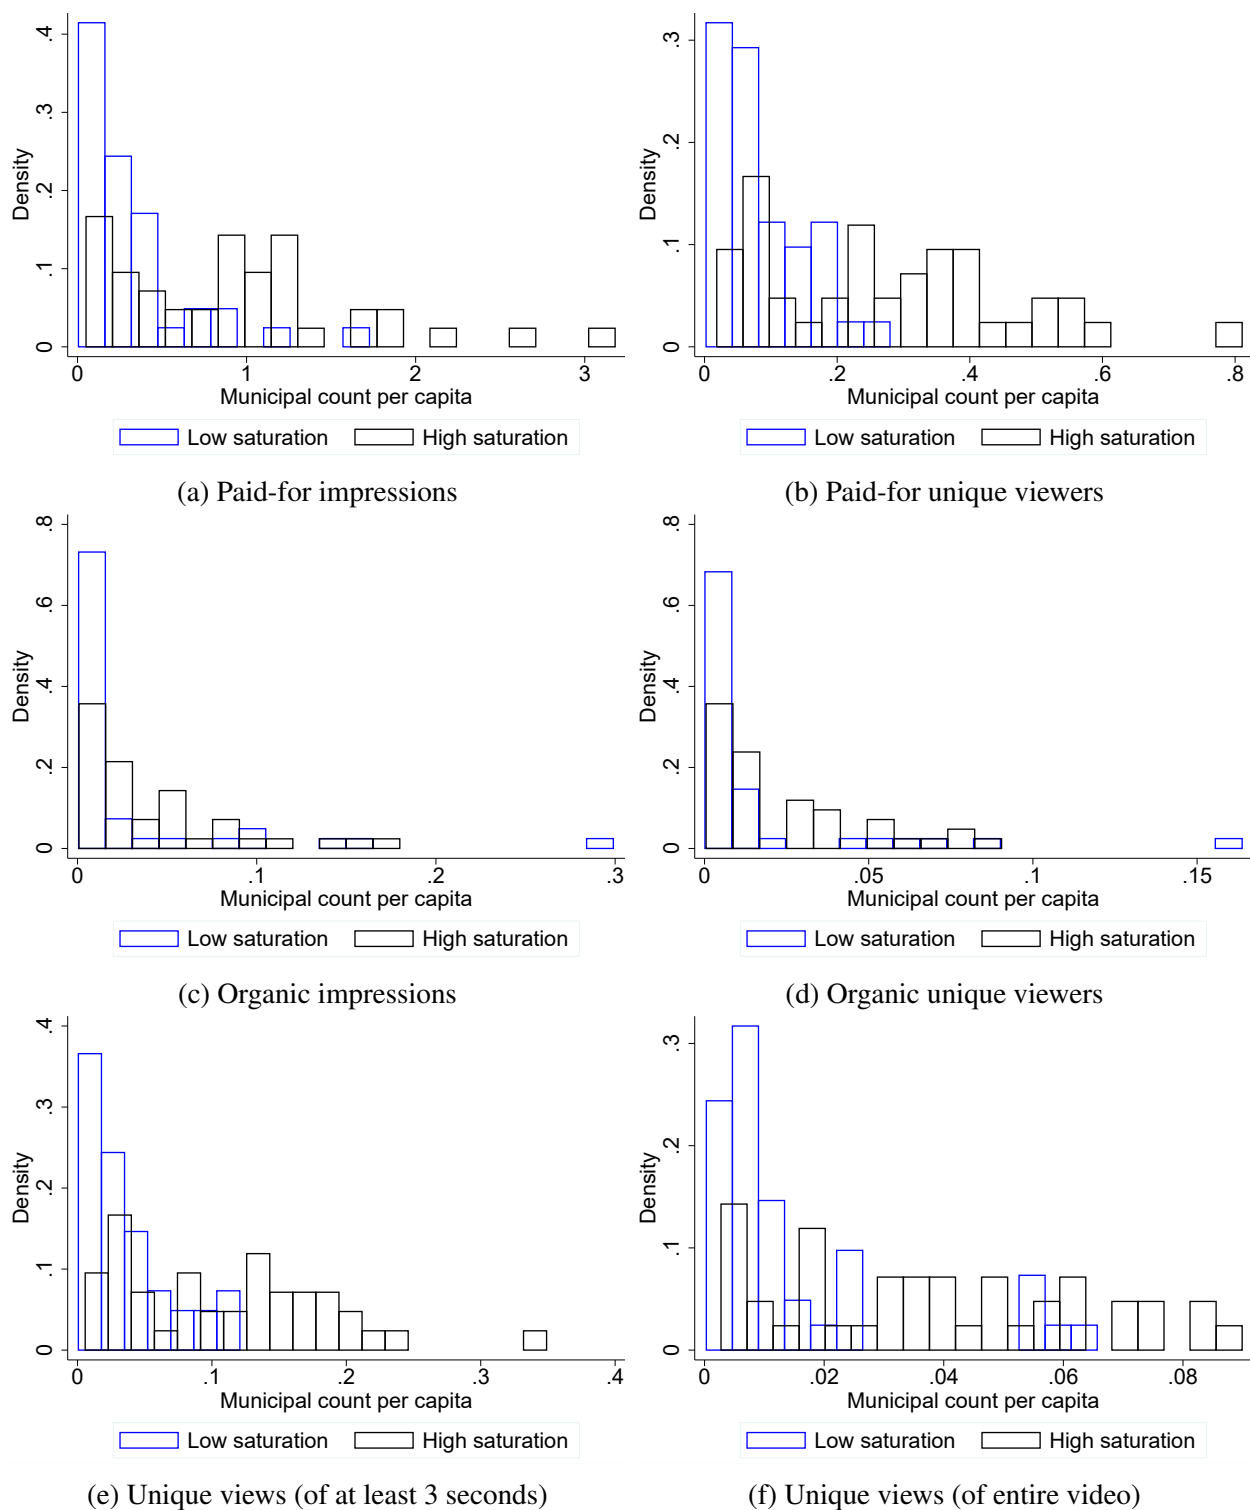 .4
.3
.2
.1
0
Density
0 1 2 3
Municipal count per capita
Low saturation High saturation
(a) Paid-for impressions
.3
.2
.1
0
Density
0 .2 .4 .6 .8
Municipal count per capita
Low saturation High saturation
(b) Paid-for unique viewers
.8
.6
.4
.2
0
Density
0 .1 .2 .3
Municipal count per capita
Low saturation High saturation
(c) Organic impressions
.8
.6
.4
.2
0
Density
0 .05 .1 .15
Municipal count per capita
Low saturation High saturation
(d) Organic unique viewers
.4
.3
.2
.1
0
Density
0 .1 .2 .3 .4
Municipal count per capita
Low saturation High saturation
(e) Unique views (of at least 3 seconds)
.3
.2
.1
0
Density
0 .02 .04 .06 .08
Municipal count per capita
Low saturation High saturation
(f) Unique views (of entire video)